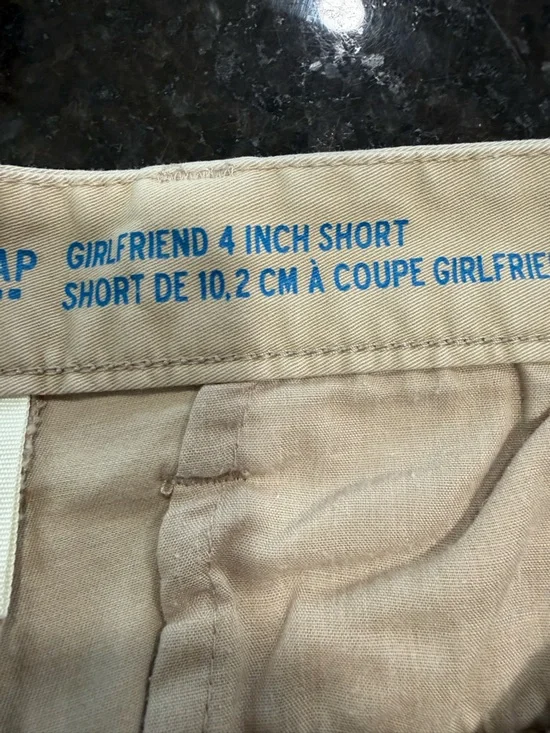 AP GIRLFRIEND 4 INCH SHORT
SHORT DE 10,2 CM À COUPE GIRLFRIE